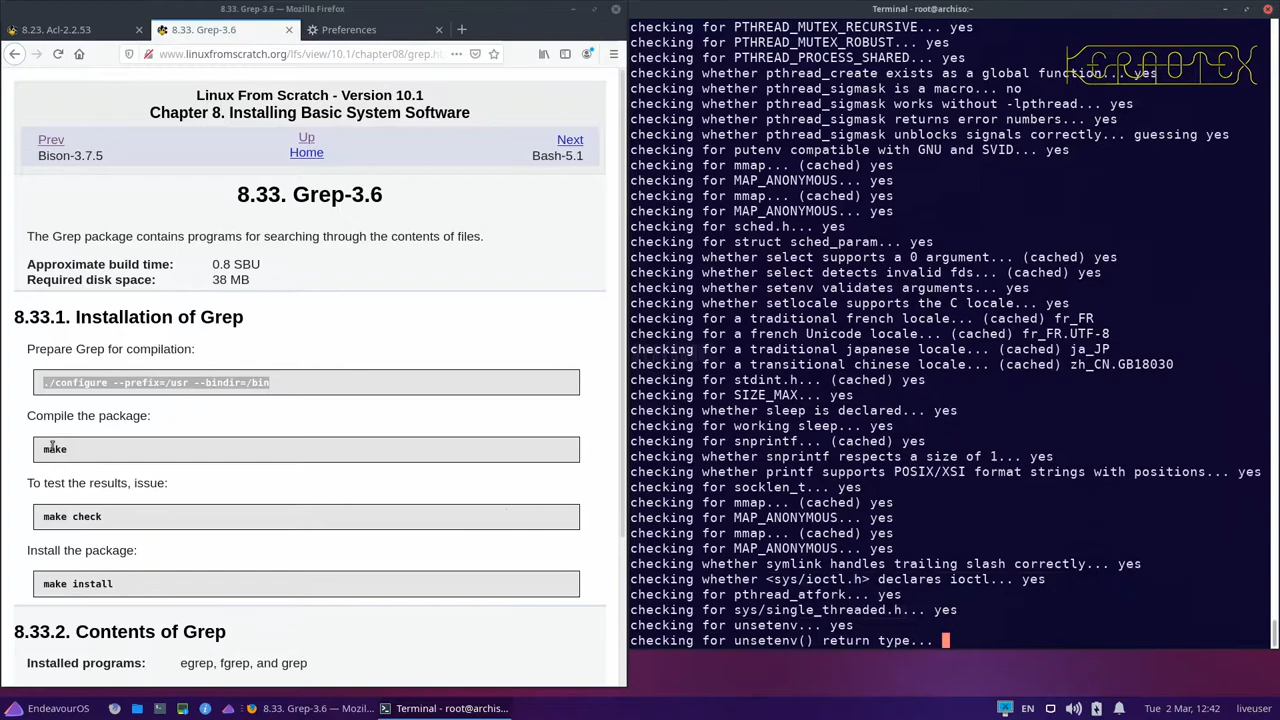 8.33. Grep-3.6 — Mozilla Firefox
8.23. Acl-2.2.53
8.33. Grep-3.6
Preferences
www.linuxfromscratch.org/lfs/view/10.1/chapter08/grep.ht
Linux From Scratch - Version 10.1
Chapter 8. Installing Basic System Software
Prev
Up
Next
Bison-3.7.5
Home
Bash-5.1
8.33. Grep-3.6
The Grep package contains programs for searching through the contents of files.
Approximate build time: 0.8 SBU
Required disk space: 38 MB
8.33.1. Installation of Grep
Prepare Grep for compilation:
./configure --prefix=/usr --bindir=/bin
Compile the package:
make
To test the results, issue:
make check
Install the package:
make install
8.33.2. Contents of Grep
Installed programs: egrep, fgrep, and grep
Terminal - root@archiso:~
KEROOTEX
checking for PTHREAD_MUTEX_RECURSIVE... yes
checking for PTHREAD_MUTEX_ROBUST... yes
checking for PTHREAD_PROCESS_SHARED... yes
checking whether pthread_create exists as a global function... yes
checking whether pthread_sigmask is a macro... no
checking whether pthread_sigmask works without -lpthread... yes
checking whether pthread_sigmask returns error numbers... yes
checking whether pthread_sigmask unblocks signals correctly... guessing yes
checking for putenv compatible with GNU and SVID... yes
checking for mmap... (cached) yes
checking for MAP_ANONYMOUS... yes
checking for mmap... (cached) yes
checking for MAP_ANONYMOUS... yes
checking for sched.h... yes
checking for struct sched_param... yes
checking whether select supports a 0 argument... (cached) yes
checking whether select detects invalid fds... (cached) yes
checking whether setenv validates arguments... yes
checking whether setlocale supports the C locale... yes
checking for a traditional french locale... (cached) fr_FR
checking for a french Unicode locale... (cached) fr_FR.UTF-8
checking for a traditional japanese locale... (cached) ja_JP
checking for a transitional chinese locale... (cached) zh_CN.GB18030
checking for stdint.h... (cached) yes
checking for SIZE_MAX... yes
checking whether sleep is declared... yes
checking for working sleep... yes
checking for snprintf... (cached) yes
checking whether snprintf respects a size of 1... yes
checking whether printf supports POSIX/XSI format strings with positions... yes
checking for socklen_t... yes
checking for mmap... (cached) yes
checking for MAP_ANONYMOUS... yes
checking for mmap... (cached) yes
checking for MAP_ANONYMOUS... yes
checking whether symlink handles trailing slash correctly... yes
checking whether <sys/ioctl.h> declares ioctl... yes
checking for pthread_atfork... yes
checking for sys/single_threaded.h... yes
checking for unsetenv... yes
checking for unsetenv() return type...
EndeavourOS
8.33. Grep-3.6 — Mozil...
Terminal - root@archis...
EN
Tue 2 Mar, 12:42
liveuser